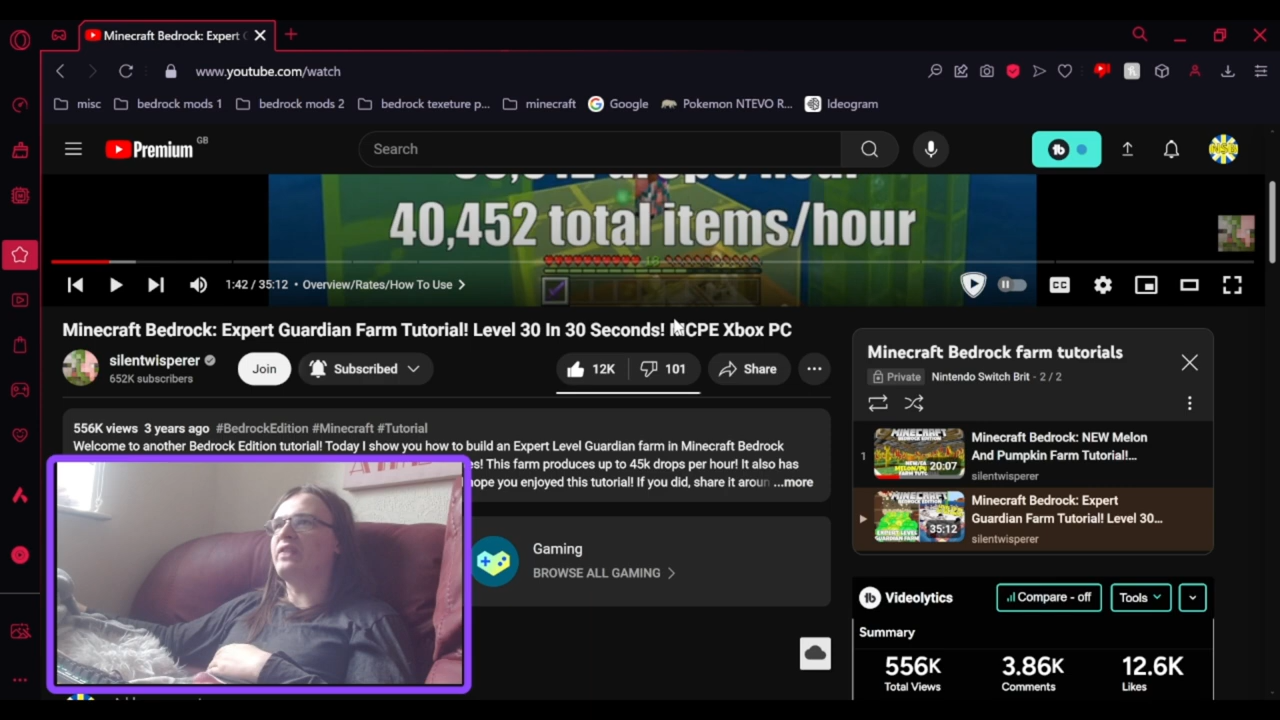 Minecraft Bedrock: Expert
www.youtube.com/watch
misc
bedrock mods 1
bedrock mods 2
bedrock texeture p...
minecraft
Google
Pokemon NTEVO R...
Ideogram
Premium
GB
Search
40,452 total items/hour
1:42 / 35:12 • Overview/Rates/How To Use
CC
Minecraft Bedrock: Expert Guardian Farm Tutorial! Level 30 In 30 Seconds! MCPE Xbox PC
silentwisperer
652K subscribers
Join
Subscribed
12K
101
Share
556K views 3 years ago #BedrockEdition #Minecraft #Tutorial
Welcome to another Bedrock Edition tutorial! Today I show you how to build an Expert Level Guardian farm in Minecraft Bedrock
es! This farm produces up to 45k drops per hour! It also has
hope you enjoyed this tutorial! If you did, share it aroun ...more
Gaming
BROWSE ALL GAMING
Minecraft Bedrock farm tutorials
Private
Nintendo Switch Brit - 2 / 2
1
20:07
Minecraft Bedrock: NEW Melon
And Pumpkin Farm Tutorial!...
silentwisperer
35:12
Minecraft Bedrock: Expert
Guardian Farm Tutorial! Level 30...
silentwisperer
Videolytics
Compare - off
Tools
Summary
556K
Total Views
3.86K
Comments
12.6K
Likes